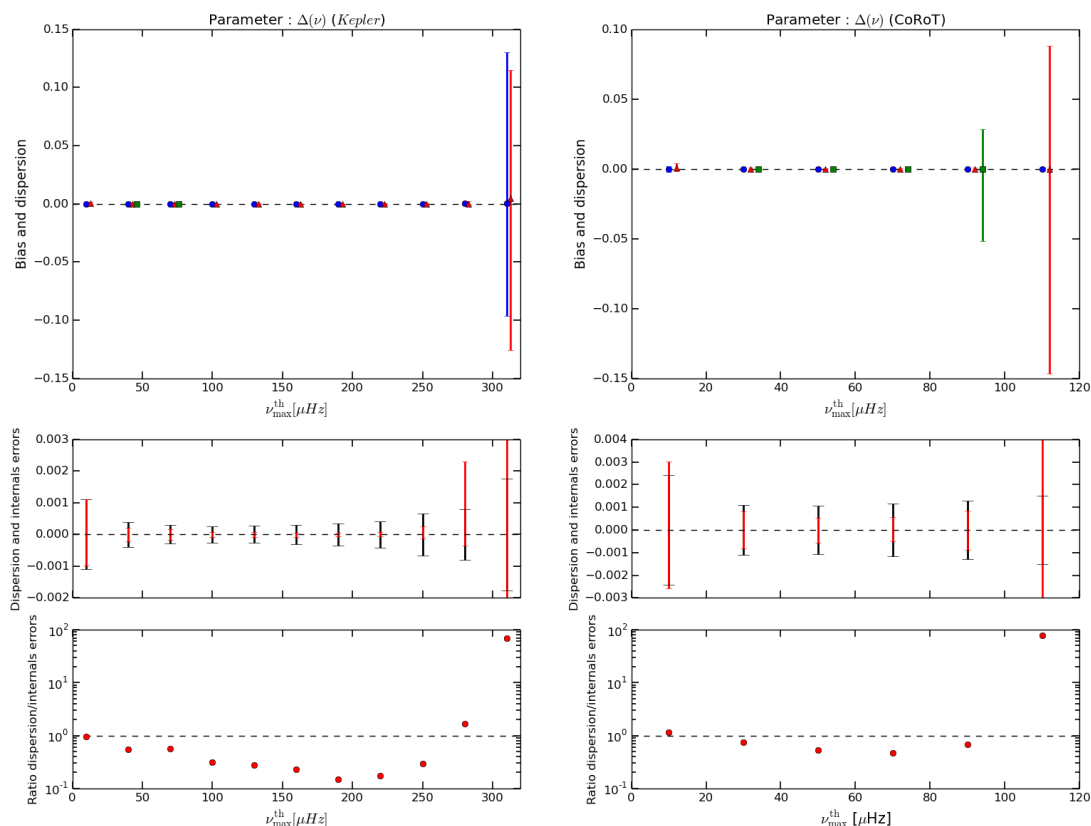 Parameter : Δ(ν) (Kepler)
0.15
0.10
0.05
0.00
−0.05
−0.10
−0.15
Bias and dispersion
0 50 100 150 200 250 300
ν_max^th [μHz]
Parameter : Δ(ν) (CoRoT)
0.10
0.05
0.00
−0.05
−0.10
−0.15
Bias and dispersion
0 20 40 60 80 100 120
ν_max^th [μHz]
0.003
0.002
0.001
0.000
−0.001
−0.002
Dispersion and internals errors
0.004
0.003
0.002
0.001
0.000
−0.001
−0.002
−0.003
Dispersion and internals errors
10^2
10^1
10^0
10^-1
Ratio dispersion/internals errors
0 50 100 150 200 250 300
ν_max^th [μHz]
10^2
10^1
10^0
10^-1
Ratio dispersion/internals errors
0 20 40 60 80 100 120
ν_max^th [μHz]